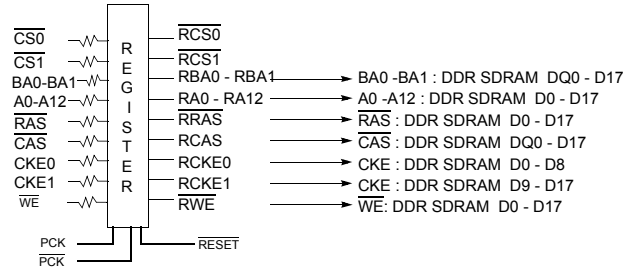 CS0 RCS0
CS1 RCS1
BA0-BA1 RBA0 - RBA1 BA0 -BA1 : DDR SDRAM DQ0 - D17
A0-A12 RA0 - RA12 A0 -A12 : DDR SDRAM D0 - D17
RAS RRAS RAS : DDR SDRAM D0 - D17
CAS RCAS CAS : DDR SDRAM DQ0 - D17
CKE0 RCKE0 CKE : DDR SDRAM D0 - D8
CKE1 RCKE1 CKE : DDR SDRAM D9 - D17
WE RWE WE: DDR SDRAM D0 - D17
REGISTER
PCK
PCK
RESET